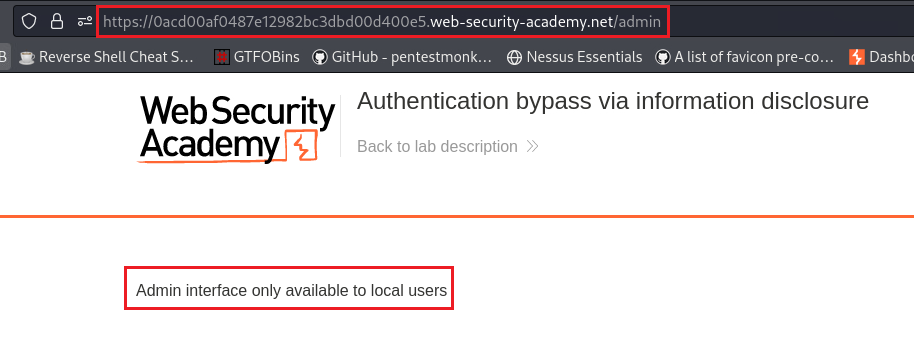 https://0acd00af0487e12982bc3dbd00d400e5.web-security-academy.net/admin
B Reverse Shell Cheat S... GTFOBins GitHub - pentestmonk... Nessus Essentials A list of favicon pre-co... Dashbo
Web Security Academy
Authentication bypass via information disclosure
Back to lab description
Admin interface only available to local users